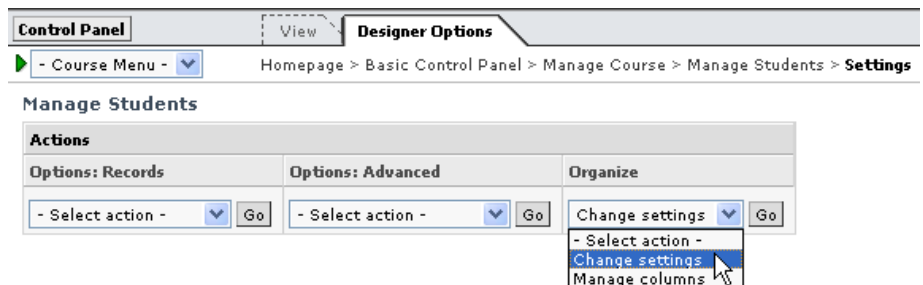 Control Panel View Designer Options
- Course Menu - Homepage > Basic Control Panel > Manage Course > Manage Students > Settings
Manage Students
Actions
Options: Records Options: Advanced Organize
- Select action - Go - Select action - Go Change settings Go
- Select action -
Change settings
Manage columns